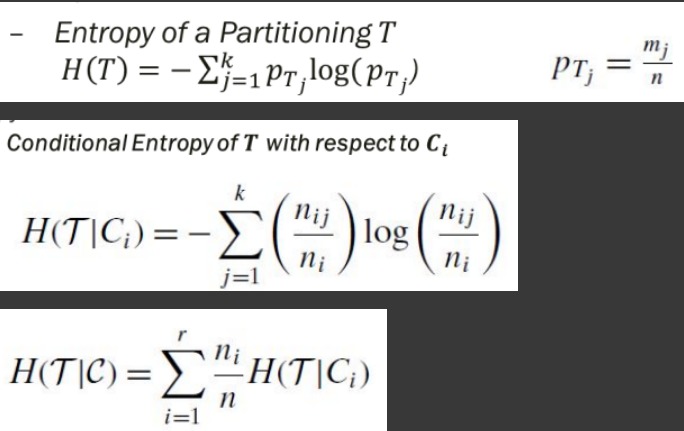 – Entropy of a Partitioning T
H(T) = − ∑ᵏⱼ₌₁ p_{T_j} log(p_{T_j})   p_{T_j} = m_j / n
Conditional Entropy of T with respect to C_i
H(𝒯|C_i) = − ∑_{j=1}^{k} (n_{ij} / n_i) log (n_{ij} / n_i)
H(𝒯|𝒞) = ∑_{i=1}^{r} n_i / n H(𝒯|C_i)